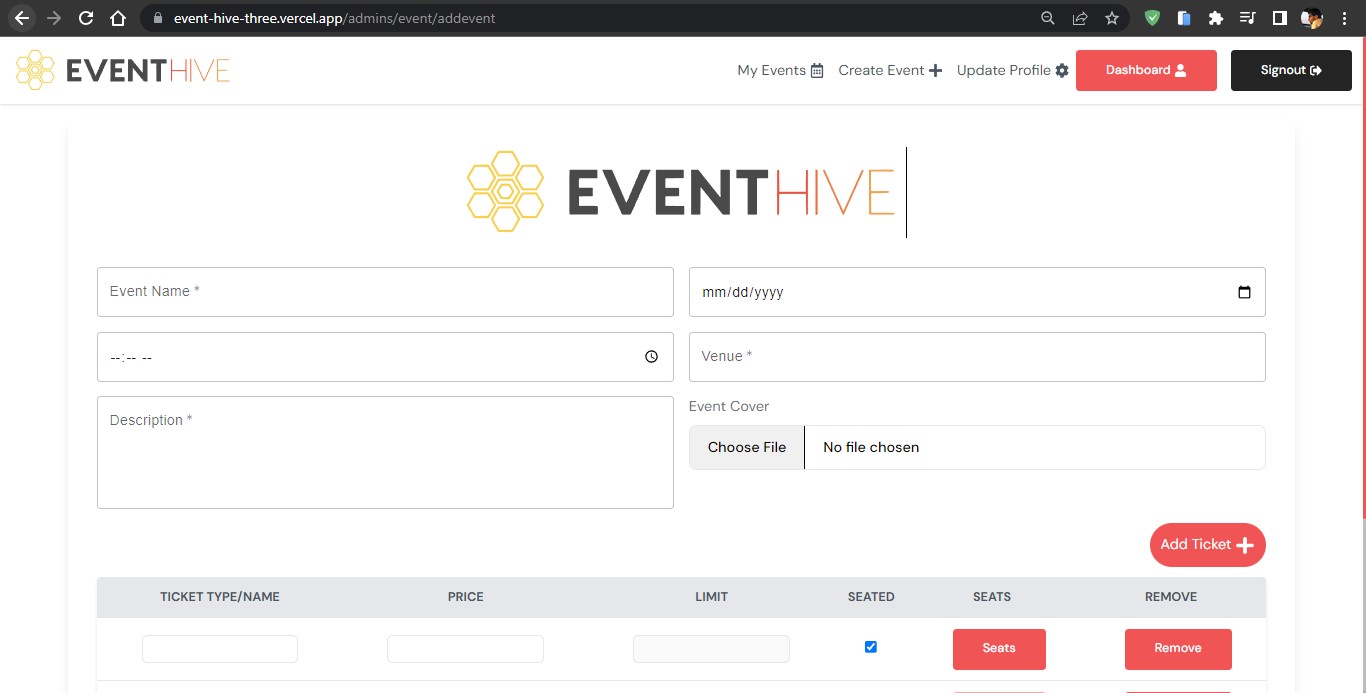 event-hive-three.vercel.app/admins/event/addevent
EVENTHIVE My Events Create Event Update Profile Dashboard Signout
EVENTHIVE
Event Name * mm/dd/yyyy
--:-- -- Venue *
Description * Event Cover
Choose File No file chosen
Add Ticket
TICKET TYPE/NAME PRICE LIMIT SEATED SEATS REMOVE
Seats Remove